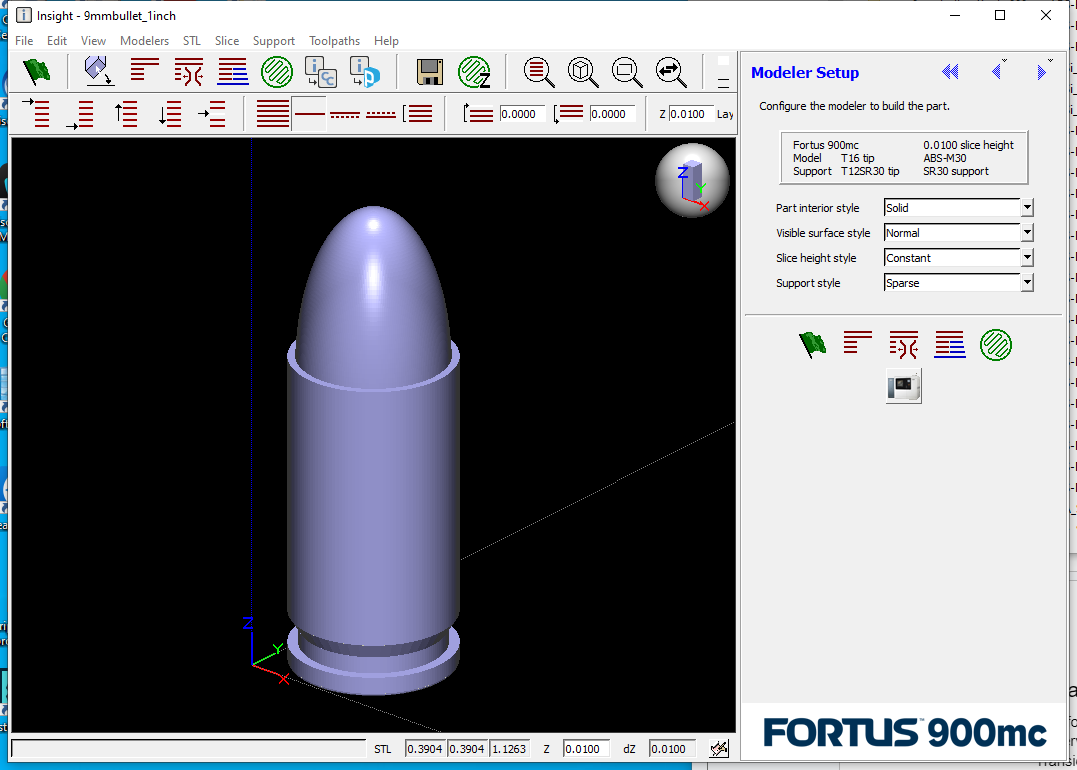 Insight - 9mmbullet_1inch
File Edit View Modelers STL Slice Support Toolpaths Help
0.0000 0.0000 Z 0.0100 Lay
Modeler Setup
Configure the modeler to build the part.
Fortus 900mc 0.0100 slice height
Model T16 tip ABS-M30
Support T12SR30 tip SR30 support
Part interior style Solid
Visible surface style Normal
Slice height style Constant
Support style Sparse
Z
Y
X
Z
Y
X
FORTUS 900mc
STL 0.3904 0.3904 1.1263 Z 0.0100 dZ 0.0100